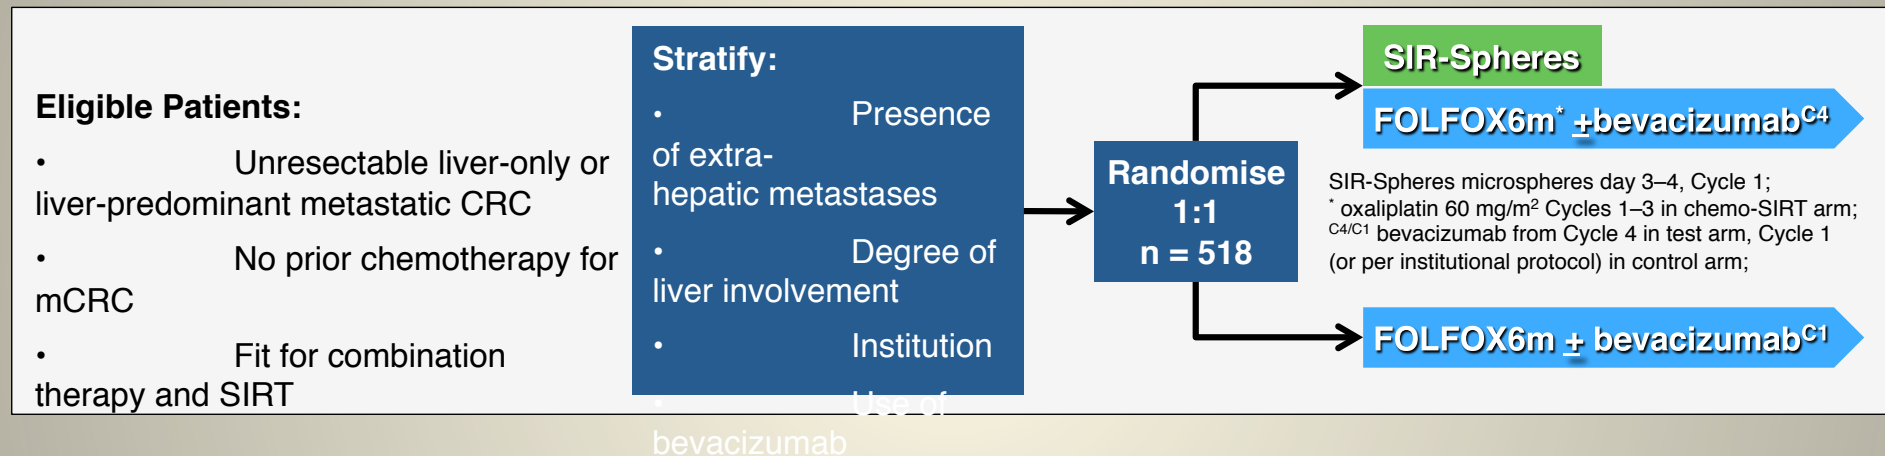 Eligible Patients:
• Unresectable liver-only or
liver-predominant metastatic CRC
• No prior chemotherapy for
mCRC
• Fit for combination
therapy and SIRT
Stratify:
• Presence
of extra-
hepatic metastases
• Degree of
liver involvement
• Institution
• Use of
bevacizumab
Randomise
1:1
n = 518
SIR-Spheres
FOLFOX6m* +bevacizumabC4
SIR-Spheres microspheres day 3–4, Cycle 1;
* oxaliplatin 60 mg/m2 Cycles 1–3 in chemo-SIRT arm;
C4/C1 bevacizumab from Cycle 4 in test arm, Cycle 1
(or per institutional protocol) in control arm;
FOLFOX6m + bevacizumabC1